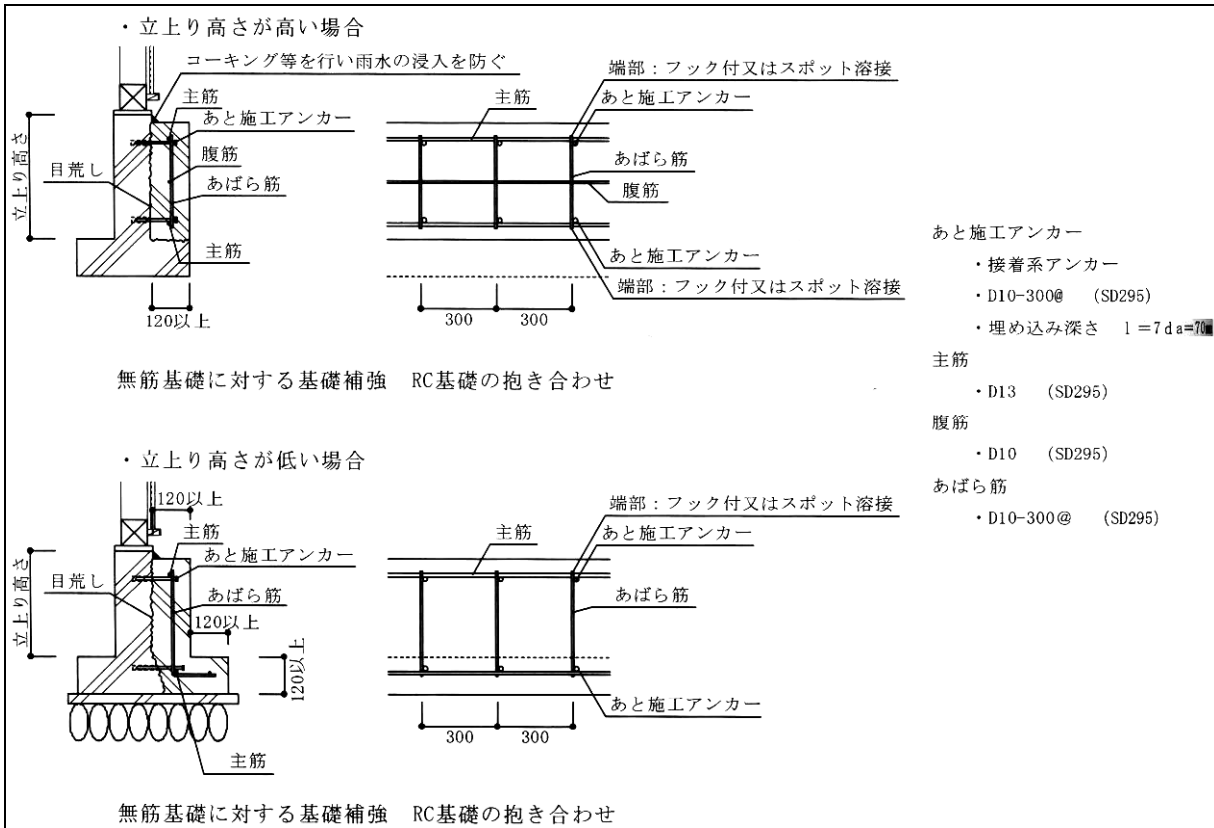 ・立上り高さが高い場合
コーキング等を行い雨水の浸入を防ぐ
主筋
あと施工アンカー
腹筋
あばら筋
目荒し
立上り高さ
主筋
120以上
端部：フック付又はスポット溶接
主筋
あと施工アンカー
あばら筋
腹筋
あと施工アンカー
端部：フック付又はスポット溶接
300
300
無筋基礎に対する基礎補強　RC基礎の抱き合わせ
あと施工アンカー
・接着系アンカー
・D10-300@　(SD295)
・埋め込み深さ　l＝7da=70㎜
主筋
・D13　(SD295)
腹筋
・D10　(SD295)
あばら筋
・D10-300@　(SD295)
・立上り高さが低い場合
120以上
主筋
あと施工アンカー
目荒し
あばら筋
立上り高さ
120以上
120以上
主筋
端部：フック付又はスポット溶接
主筋
あと施工アンカー
あばら筋
あと施工アンカー
300
300
無筋基礎に対する基礎補強　RC基礎の抱き合わせ